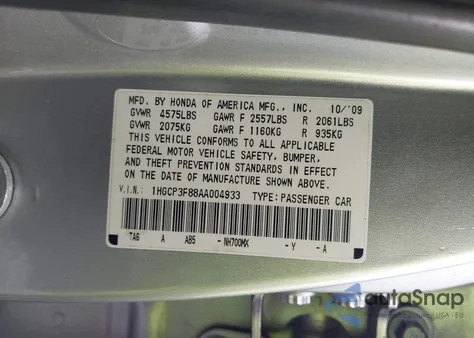 MFD. BY HONDA OF AMERICA MFG., INC. 10/'09
GVWR 4575LBS GAWR F 2557LBS R 2061LBS
GVWR 2075KG GAWR F 1160KG R 935KG
THIS VEHICLE CONFORMS TO ALL APPLICABLE
FEDERAL MOTOR VEHICLE SAFETY, BUMPER,
AND THEFT PREVENTION STANDARDS IN EFFECT
ON THE DATE OF MANUFACTURE SHOWN ABOVE.
V.I.N.: 1HGCP3F88AA004933 TYPE: PASSENGER CAR
TA6 A AB5 - NH700MX - Y - A
autoSnap